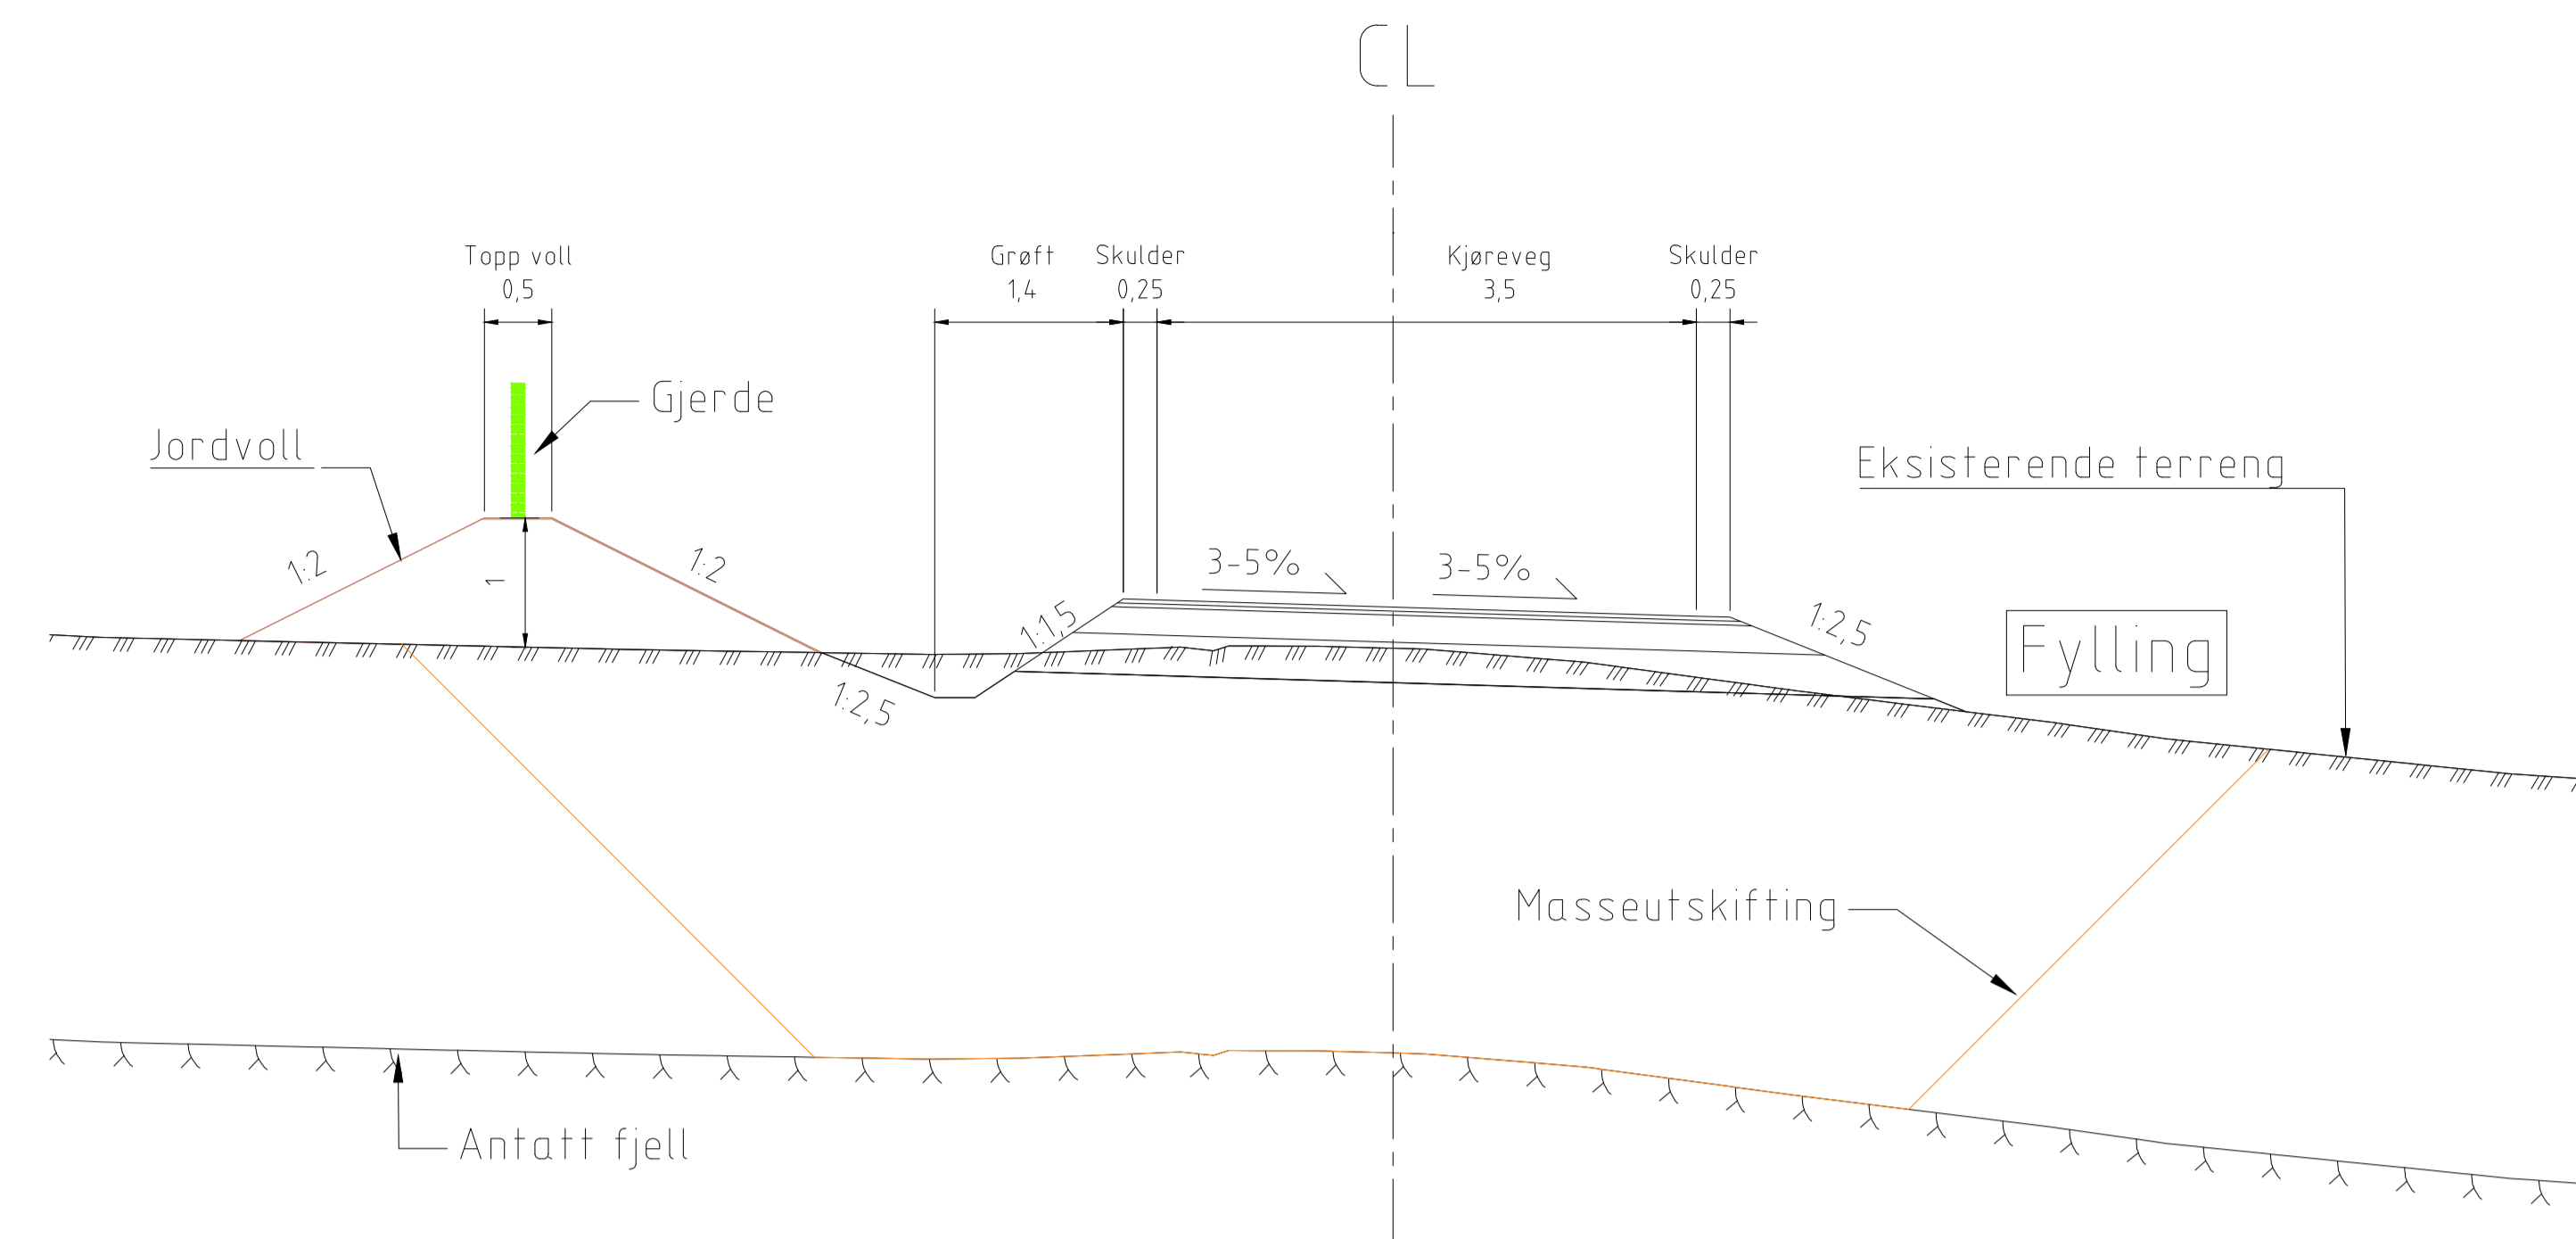 CL
Topp voll
0,5
Grøft
1,4
Skulder
0,25
Kjøreveg
3,5
Skulder
0,25
Gjerde
Jordvoll
Eksisterende terreng
1:2
1
1:2
3-5%
3-5%
1:1,5
1:2,5
Fylling
1:2,5
Masseutskifting
Antatt fjell